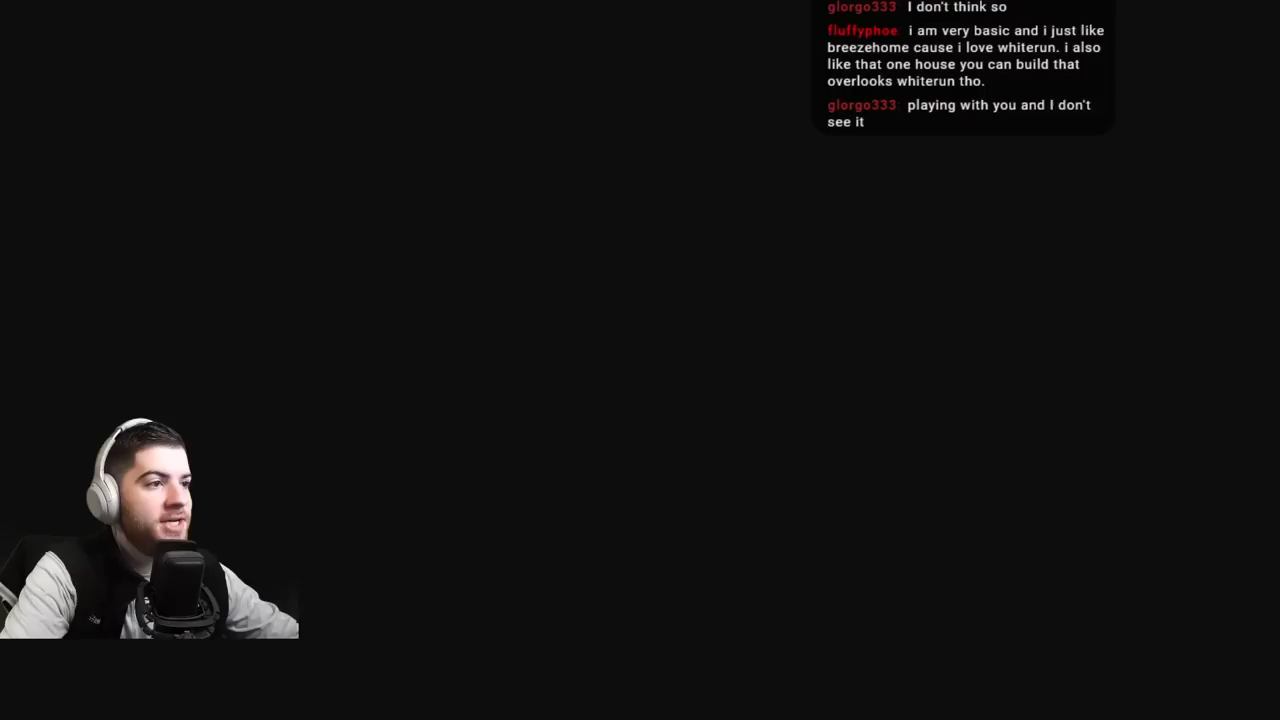 glorgo333 I don't think so
fluffyphoe i am very basic and i just like
breezehome cause i love whiterun. i also
like that one house you can build that
overlooks whiterun tho.
glorgo333 playing with you and I don't
see it